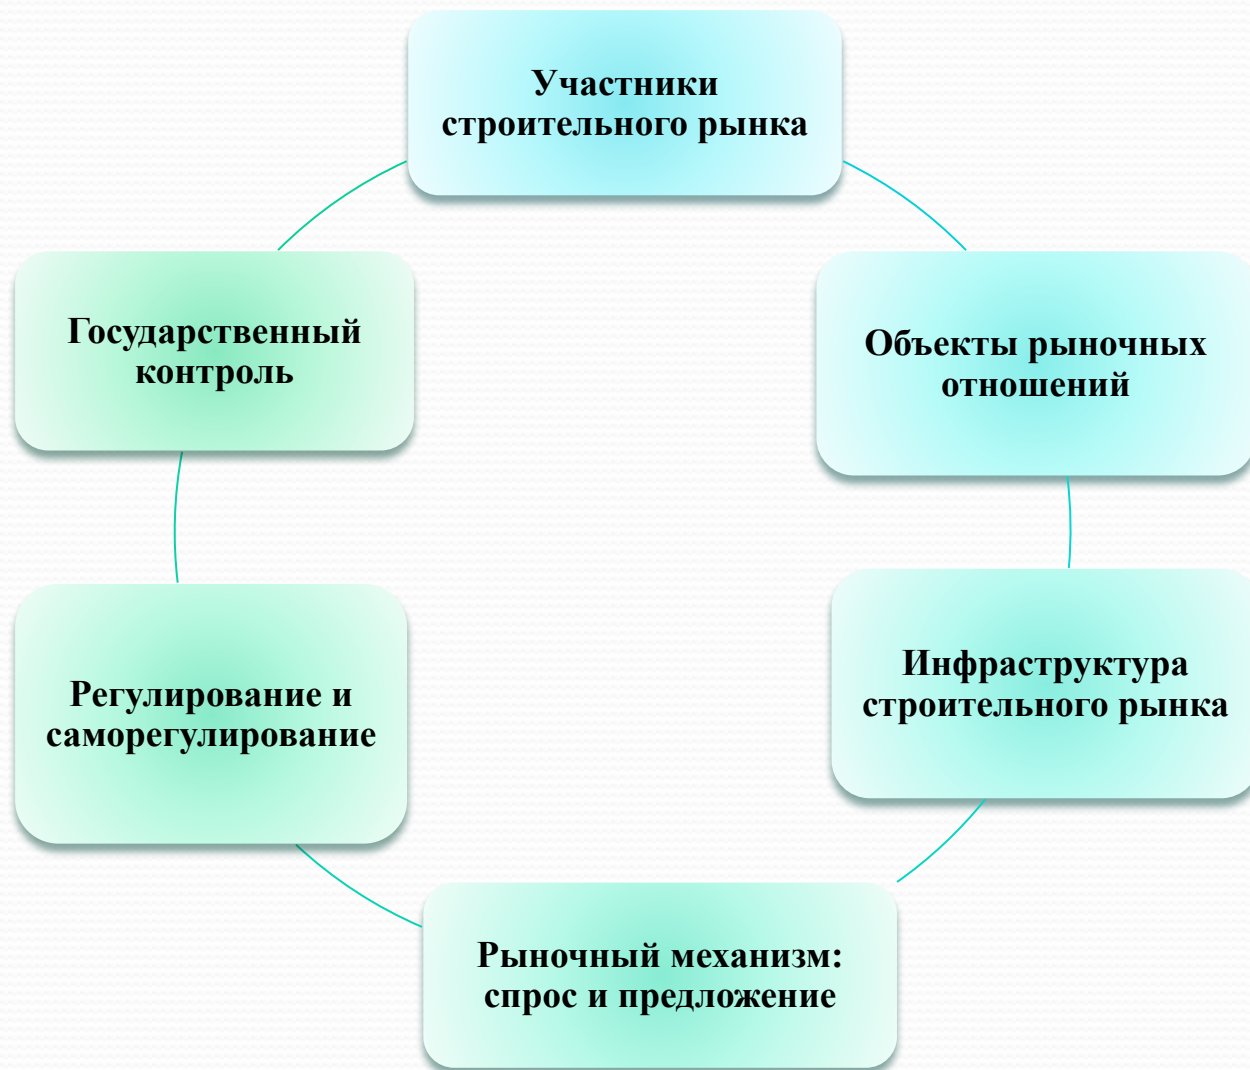 Участники
строительного рынка
Объекты рыночных
отношений
Инфраструктура
строительного рынка
Рыночный механизм:
спрос и предложение
Регулирование и
саморегулирование
Государственный
контроль